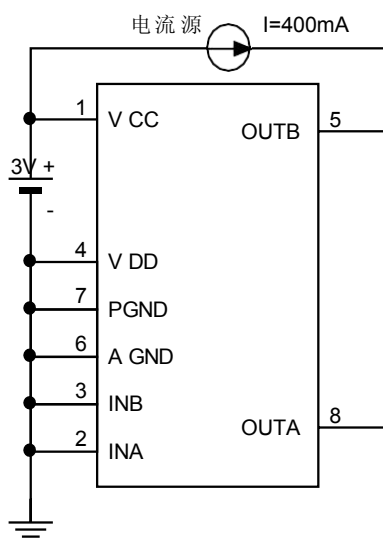 电流源 I=400mA
1 V CC
OUTB 5
3V +
-
4 V DD
7 PGND
6 A GND
3 INB
OUTA 8
2 INA